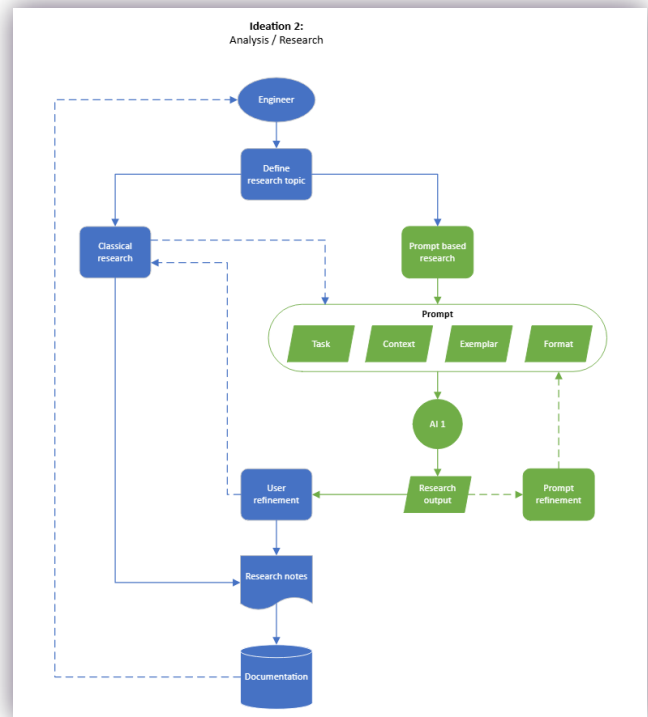 Ideation 2:
Analysis / Research
Engineer
Define
research topic
Classical
research
Prompt based
research
Prompt
Task
Context
Exemplar
Format
AI 1
User
refinement
Research
output
Prompt
refinement
Research notes
Documentation